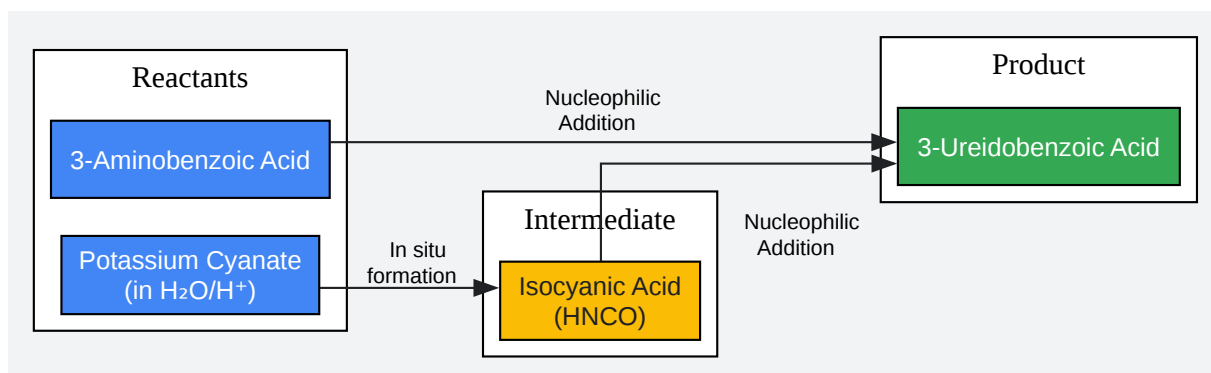 Reactants
3-Aminobenzoic Acid
Potassium Cyanate
(in H₂O/H⁺)
In situ
formation
Nucleophilic
Addition
Intermediate
Isocyanic Acid
(HNCO)
Nucleophilic
Addition
Product
3-Ureidobenzoic Acid